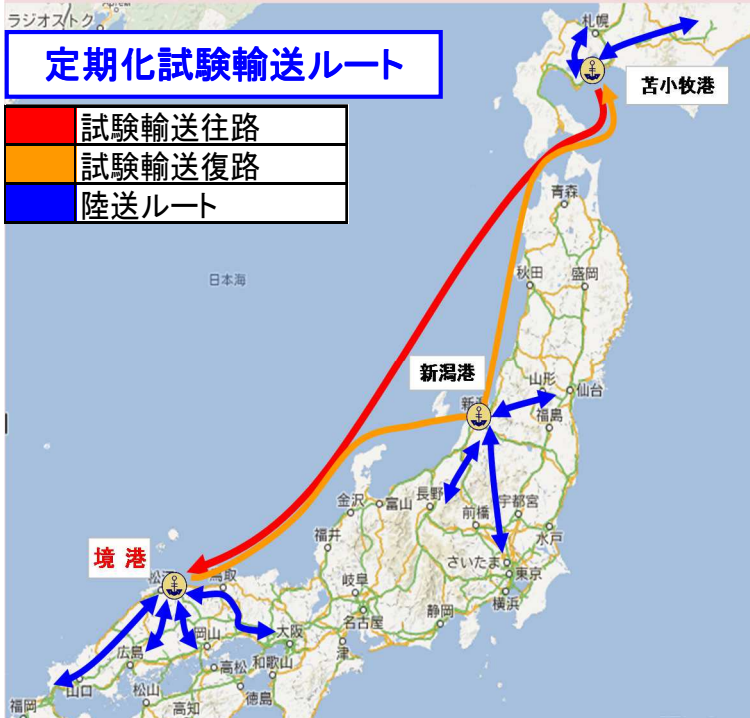 ラジオストク
定期化試験輸送ルート
試験輸送往路
試験輸送復路
陸送ルート
札幌
苫小牧港
青森
日本海
秋田
盛岡
新潟港
山形
仙台
福島
金沢
富山
長野
前橋
宇都宮
福井
水戸
さいたま
東京
境港
鳥取
岐阜
横浜
名古屋
静岡
岡山
大阪
津
広島
高松
和歌山
山口
松山
徳島
福岡
高知